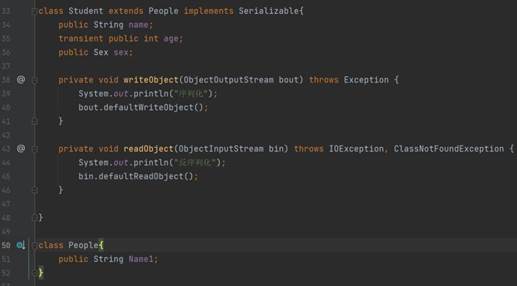 33 class Student extends People implements Serializable{
34 public String name;
35 transient public int age;
36 public Sex sex;
37
38 @ private void writeObject(ObjectOutputStream bout) throws Exception {
39 System.out.println("序列化");
40 bout.defaultWriteObject();
41 }
42
43 @ private void readObject(ObjectInputStream bin) throws IOException, ClassNotFoundException {
44 System.out.println("反序列化");
45 bin.defaultReadObject();
46 }
47
48 }
49
50 class People{
51 public String Name1;
52 }